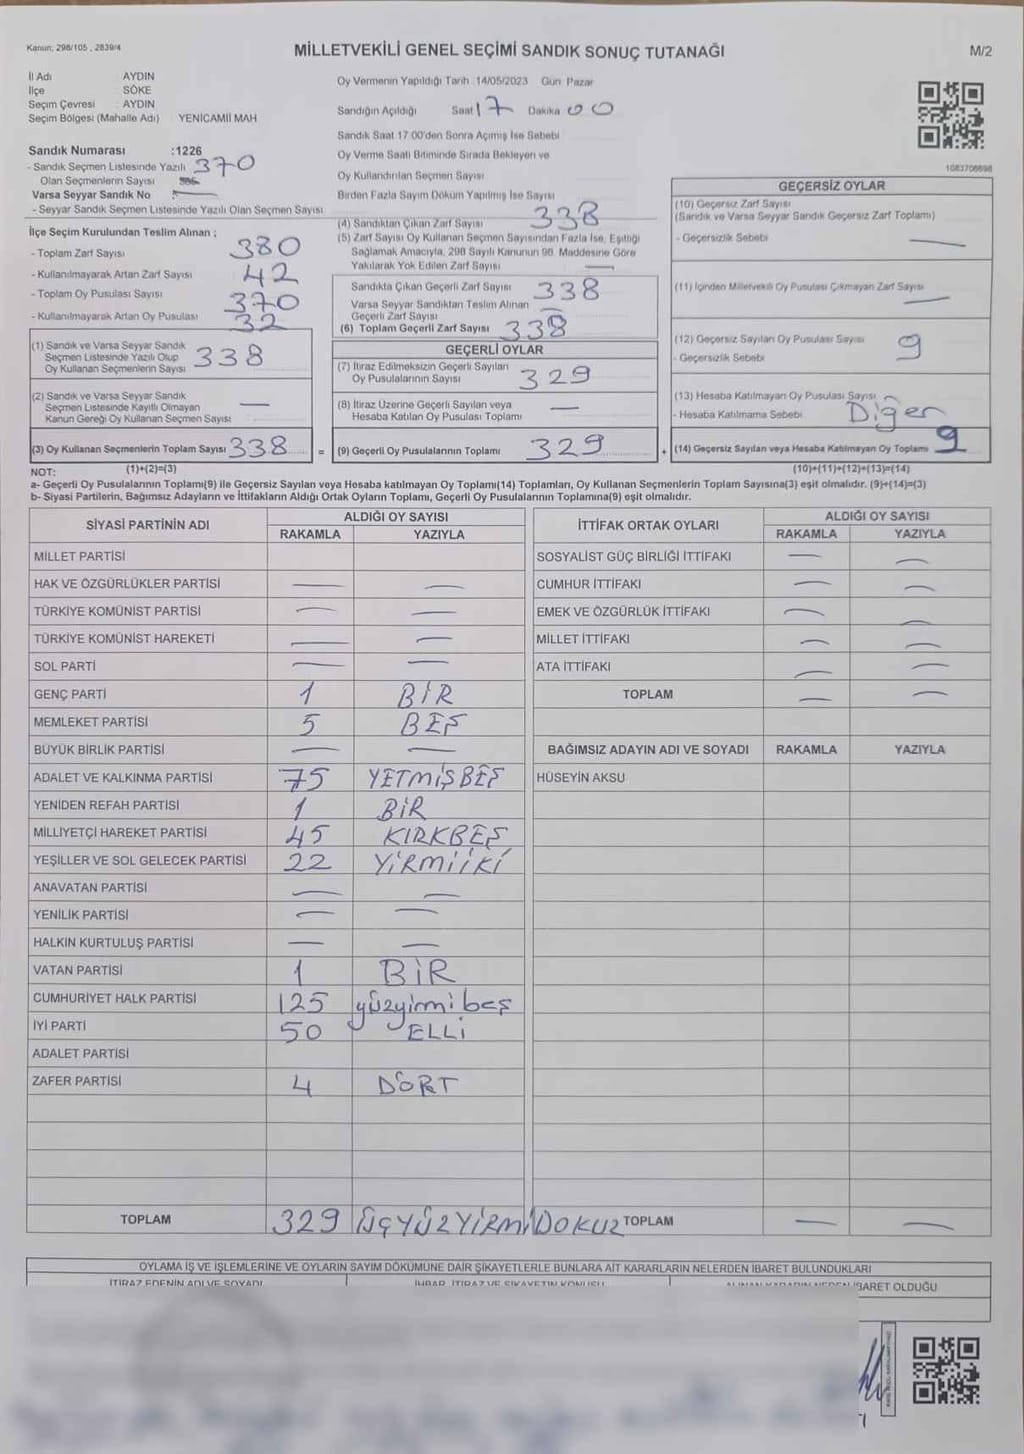 Kanun; 298/105 , 2839/4
MİLLETVEKİLİ GENEL SEÇİMİ SANDIK SONUÇ TUTANAĞI
M/2
İl Adı AYDIN
İlçe SÖKE
Seçim Çevresi : AYDIN
Seçim Bölgesi (Mahalle Adı) YENICAMİİ MAH
Oy Vermenin Yapıldığı Tarih :14/05/2023 Gün: Pazar
Sandığın Açıldığı Saat 17 Dakika 00
Sandık Saat 17.00'den Sonra Açımış İse Sebebi
Oy Verme Saati Bitiminde Sırada Bekleyen ve
Oy Kullandırılan Seçmen Sayısı
Birden Fazla Sayım Döküm Yapılmış İse Sayısı
Sandık Numarası :1226
- Sandık Seçmen Listesinde Yazılı 370
Olan Seçmenlerin Sayısı
Varsa Seyyar Sandık No
- Seyyar Sandık Seçmen Listesinde Yazılı Olan Seçmen Sayısı
İlçe Seçim Kurulundan Teslim Alınan ;
- Toplam Zarf Sayısı 380
- Kullanılmayarak Artan Zarf Sayısı 42
- Toplam Oy Pusulası Sayısı 370
- Kullanılmayarak Artan Oy Pusulası 32
(4) Sandıktan Çıkan Zarf Sayısı 338
(5) Zarf Sayısı Oy Kullanan Seçmen Sayısından Fazla İse, Eşitliği
Sağlamak Amacıyla, 298 Sayılı Kanunun 98. Maddesine Göre
Yakılarak Yok Edilen Zarf Sayısı —
Sandıkta Çıkan Geçerli Zarf Sayısı 338
Varsa Seyyar Sandıktan Teslim Alınan
Geçerli Zarf Sayısı —
(6) Toplam Geçerli Zarf Sayısı 338
1083706698
GEÇERSİZ OYLAR
(10) Geçersiz Zarf Sayısı
(Sandık ve Varsa Seyyar Sandık Geçersiz Zarf Toplamı)
- Geçersizlik Sebebi —
(11) İçinden Milletvekili Oy Pusulası Çıkmayan Zarf Sayısı —
(12) Geçersiz Sayılan Oy Pusulası Sayısı 9
- Geçersizlik Sebebi
(13) Hesaba Katılmayan Oy Pusulası Sayısı —
- Hesaba Katılmama Sebebi Diğer
(1) Sandık ve Varsa Seyyar Sandık
Seçmen Listesinde Yazılı Olup 338
Oy Kullanan Seçmenlerin Sayısı
(2) Sandık ve Varsa Seyyar Sandık
Seçmen Listesinde Kayıtlı Olmayan —
Kanun Gereği Oy Kullanan Seçmen Sayısı
GEÇERLİ OYLAR
(7) İtiraz Edilmeksizin Geçerli Sayılan
Oy Pusulalarının Sayısı 329
(8) İtiraz Üzerine Geçerli Sayılan veya —
Hesaba Katılan Oy Pusulası Toplamı
(3) Oy Kullanan Seçmenlerin Toplam Sayısı 338 = (9) Geçerli Oy Pusulalarının Toplamı 329 + (14) Geçersiz Sayılan veya Hesaba Katılmayan Oy Toplamı 9
NOT: (1)+(2)=(3) (10)+(11)+(12)+(13)=(14)
a- Geçerli Oy Pusulalarının Toplamı(9) ile Geçersiz Sayılan veya Hesaba katılmayan Oy Toplamı(14) Toplamları, Oy Kullanan Seçmenlerin Toplam Sayısına(3) eşit olmalıdır. (9)+(14)=(3)
b- Siyasi Partilerin, Bağımsız Adayların ve İttifakların Aldığı Ortak Oyların Toplamı, Geçerli Oy Pusulalarının Toplamına(9) eşit olmalıdır.
SİYASİ PARTİNİN ADI ALDIĞI OY SAYISI
RAKAMLA YAZIYLA
MİLLET PARTİSİ
HAK VE ÖZGÜRLÜKLER PARTİSİ — —
TÜRKİYE KOMÜNİST PARTİSİ — —
TÜRKİYE KOMÜNİST HAREKETİ — —
SOL PARTİ — —
GENÇ PARTİ 1 BİR
MEMLEKET PARTİSİ 5 BEŞ
BÜYÜK BİRLİK PARTİSİ — —
ADALET VE KALKINMA PARTİSİ 75 YETMİŞBEŞ
YENİDEN REFAH PARTİSİ 1 BİR
MİLLİYETÇİ HAREKET PARTİSİ 45 KIRKBEŞ
YEŞİLLER VE SOL GELECEK PARTİSİ 22 YİRMİİKİ
ANAVATAN PARTİSİ — —
YENİLİK PARTİSİ — —
HALKIN KURTULUŞ PARTİSİ — —
VATAN PARTİSİ 1 BİR
CUMHURİYET HALK PARTİSİ 125 yüzyirmi beş
İYİ PARTİ 50 ELLİ
ADALET PARTİSİ
ZAFER PARTİSİ 4 DÖRT
TOPLAM 329 ÜÇYÜZYİRMİDOKUZ
İTTİFAK ORTAK OYLARI ALDIĞI OY SAYISI
RAKAMLA YAZIYLA
SOSYALİST GÜÇ BİRLİĞİ İTTİFAKI — —
CUMHUR İTTİFAKI — —
EMEK VE ÖZGÜRLÜK İTTİFAKI — —
MİLLET İTTİFAKI — —
ATA İTTİFAKI — —
TOPLAM — —
BAĞIMSIZ ADAYIN ADI VE SOYADI RAKAMLA YAZIYLA
HÜSEYİN AKSU
TOPLAM — —
OYLAMA İŞ VE İŞLEMLERİNE VE OYLARIN SAYIM DÖKÜMÜNE DAİR ŞİKAYETLERLE BUNLARA AİT KARARLARIN NELERDEN İBARET BULUNDUKLARI
İTİRAZ EDENİN ADI VE SOYADI İHBAR, İTİRAZ VE ŞİKAYETİN KONUSU ALINAN KARARIN NEDEN İBARET OLDUĞU